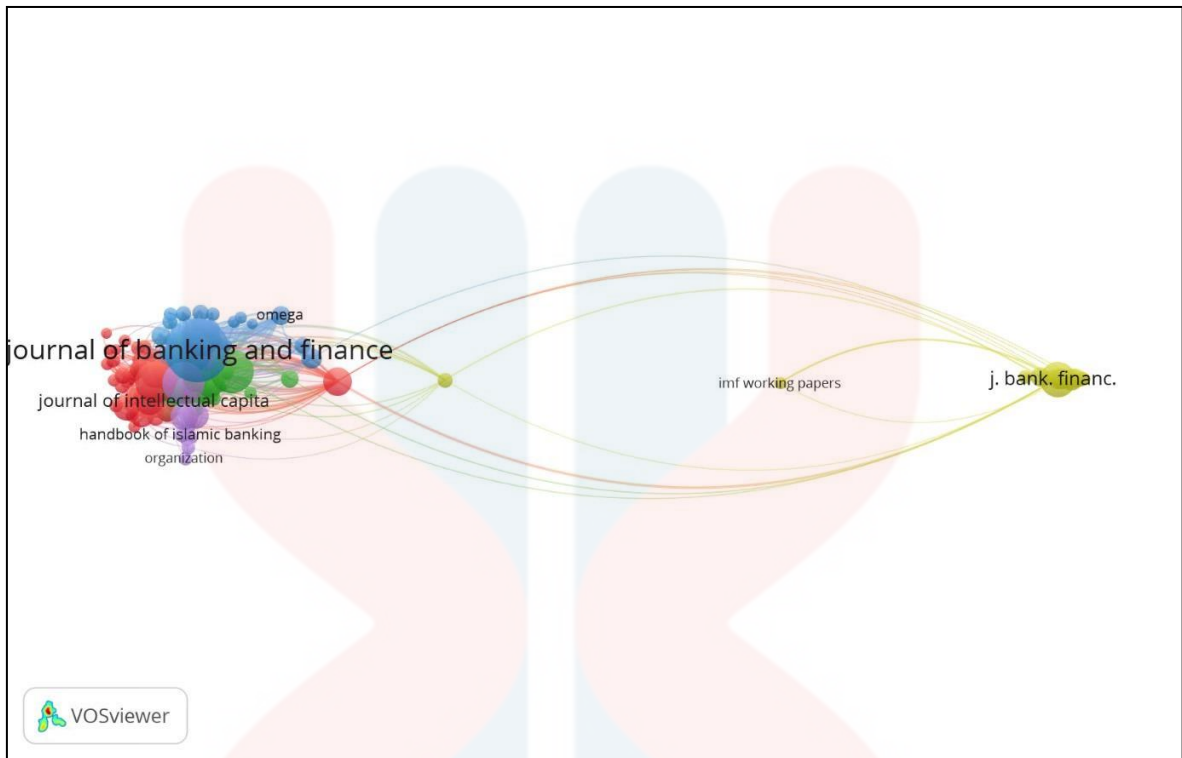 omega
journal of banking and finance
imf working papers
j. bank. financ.
journal of intellectual capita
handbook of islamic banking
organization
VOSviewer